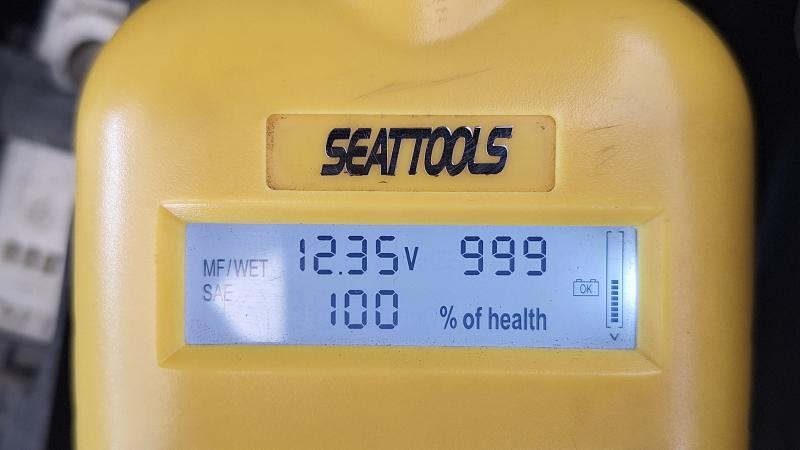 SEATTOOLS
MF/WET 12.35V 999
SAE
OK
100 % of health